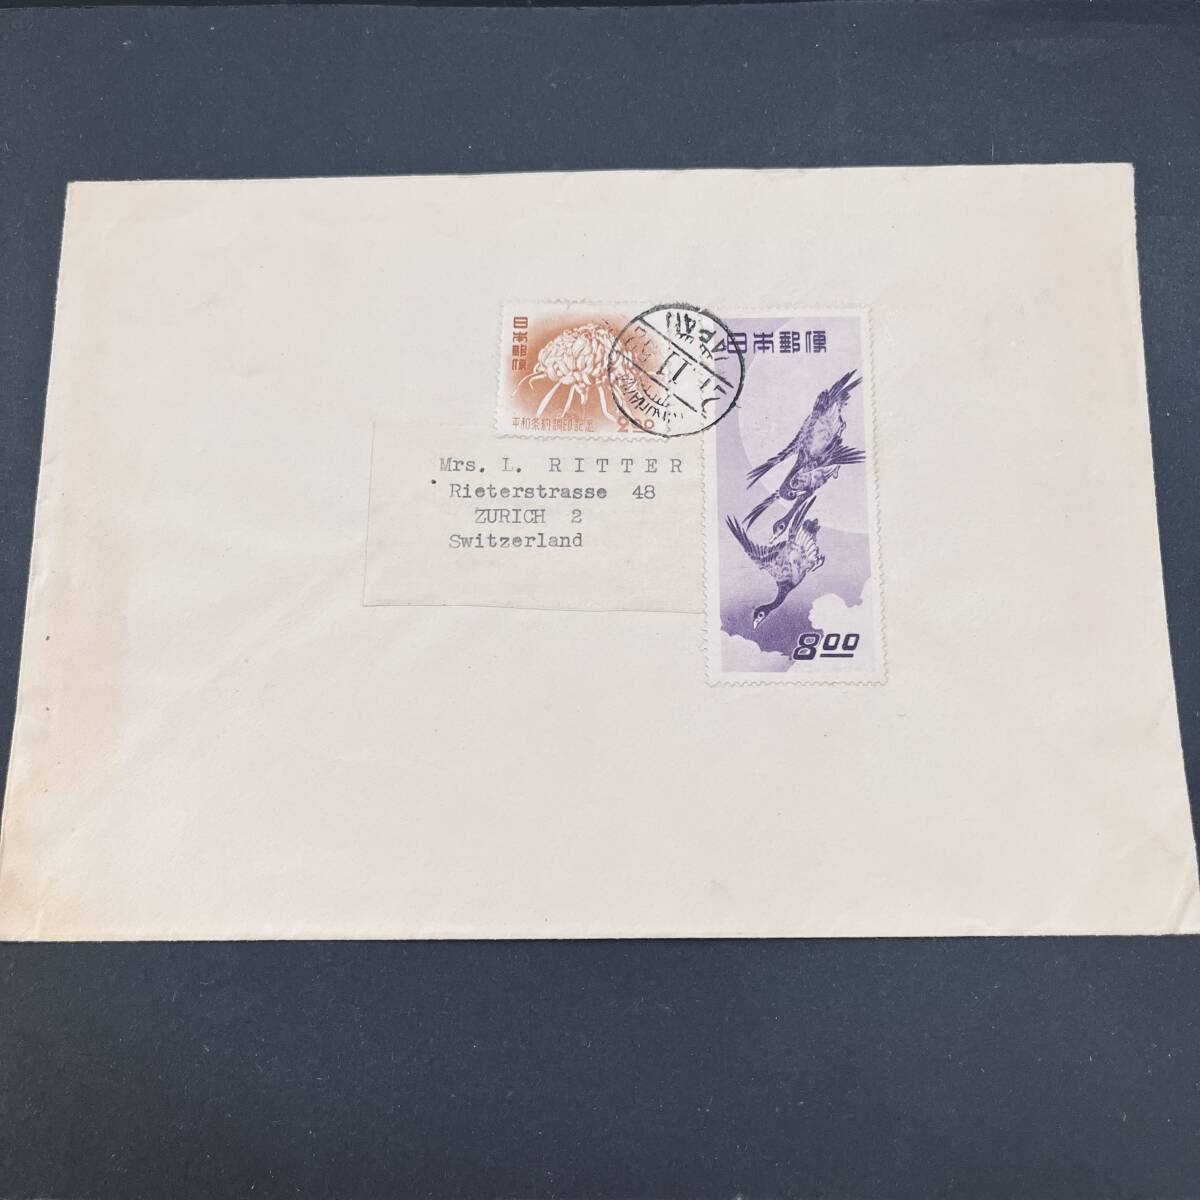 日本郵便
平和条約調印記念
2.00
JAPAN
日本郵便
8.00
Mrs. L. RITTER
Rieterstrasse 48
ZURICH 2
Switzerland